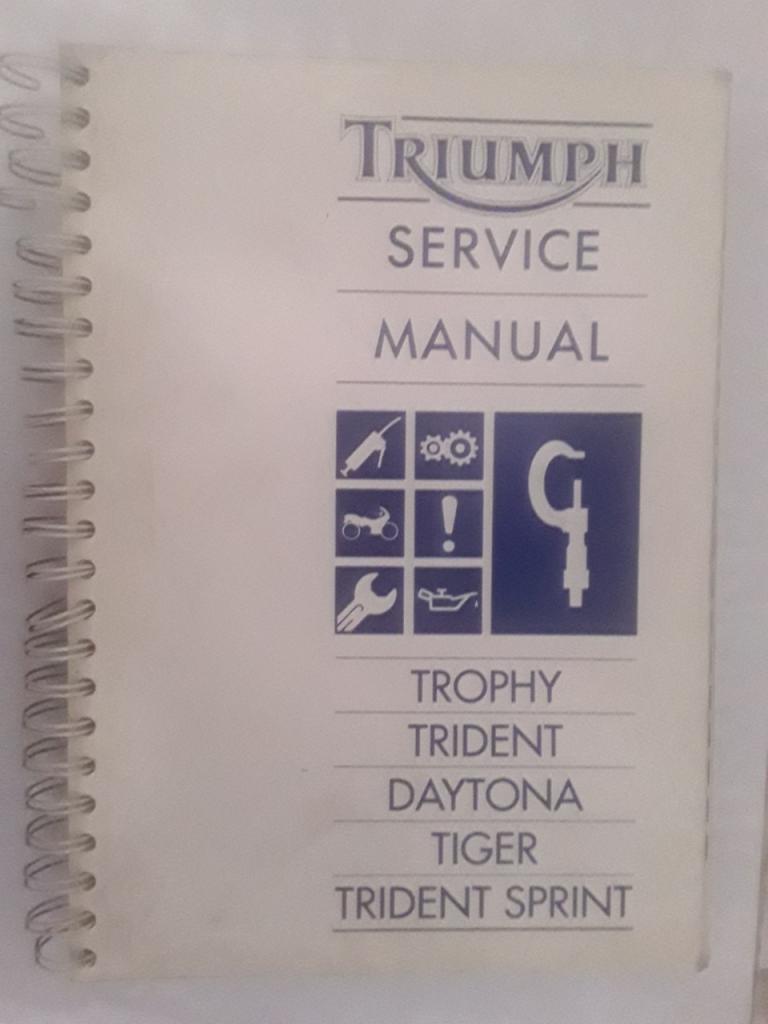 TRIUMPH
SERVICE
MANUAL
!
TROPHY
TRIDENT
DAYTONA
TIGER
TRIDENT SPRINT